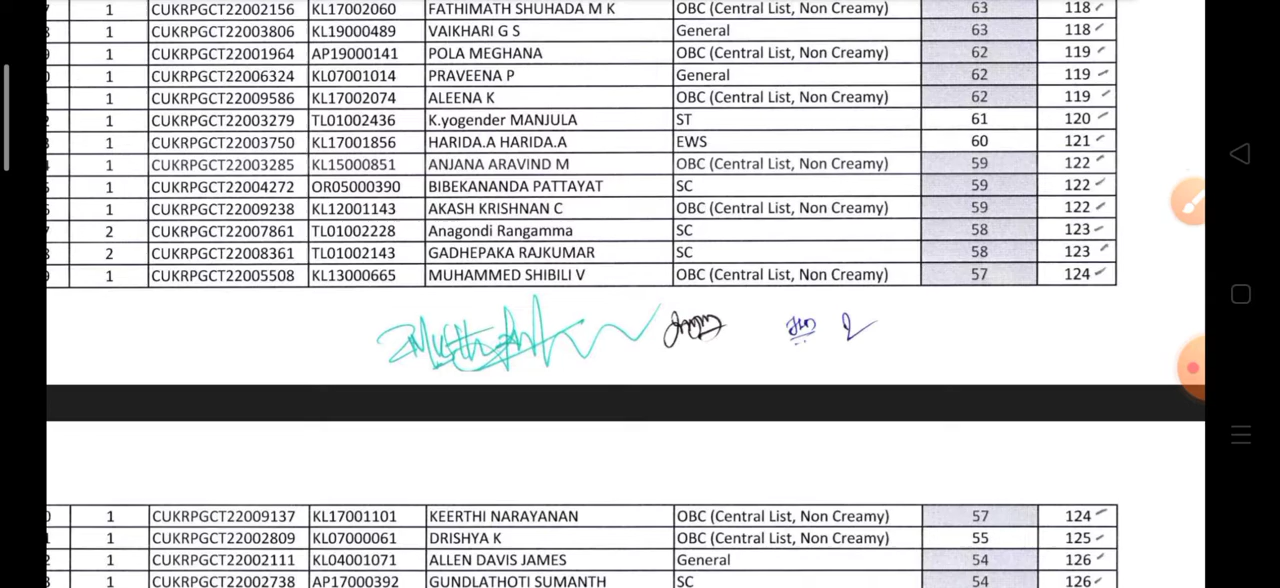 1 CUKRPGCT22002156 KL17002060 FATHIMATH SHUHADA M K OBC (Central List, Non Creamy) 63 118
1 CUKRPGCT22003806 KL19000489 VAIKHARI G S General 63 118
1 CUKRPGCT22001964 AP19000141 POLA MEGHANA OBC (Central List, Non Creamy) 62 119
1 CUKRPGCT22006324 KL07001014 PRAVEENA P General 62 119
1 CUKRPGCT22009586 KL17002074 ALEENA K OBC (Central List, Non Creamy) 62 119
1 CUKRPGCT22003279 TL01002436 K.yogender MANJULA ST 61 120
1 CUKRPGCT22003750 KL17001856 HARIDA.A HARIDA.A EWS 60 121
1 CUKRPGCT22003285 KL15000851 ANJANA ARAVIND M OBC (Central List, Non Creamy) 59 122
1 CUKRPGCT22004272 OR05000390 BIBEKANANDA PATTAYAT SC 59 122
1 CUKRPGCT22009238 KL12001143 AKASH KRISHNAN C OBC (Central List, Non Creamy) 59 122
2 CUKRPGCT22007861 TL01002228 Anagondi Rangamma SC 58 123
2 CUKRPGCT22008361 TL01002143 GADHEPAKA RAJKUMAR SC 58 123
1 CUKRPGCT22005508 KL13000665 MUHAMMED SHIBILI V OBC (Central List, Non Creamy) 57 124
1 CUKRPGCT22009137 KL17001101 KEERTHI NARAYANAN OBC (Central List, Non Creamy) 57 124
1 CUKRPGCT22002809 KL07000061 DRISHYA K OBC (Central List, Non Creamy) 55 125
1 CUKRPGCT22002111 KL04001071 ALLEN DAVIS JAMES General 54 126
1 CUKRPGCT22002738 AP17000392 GUNDLATHOTI SUMANTH SC 54 126